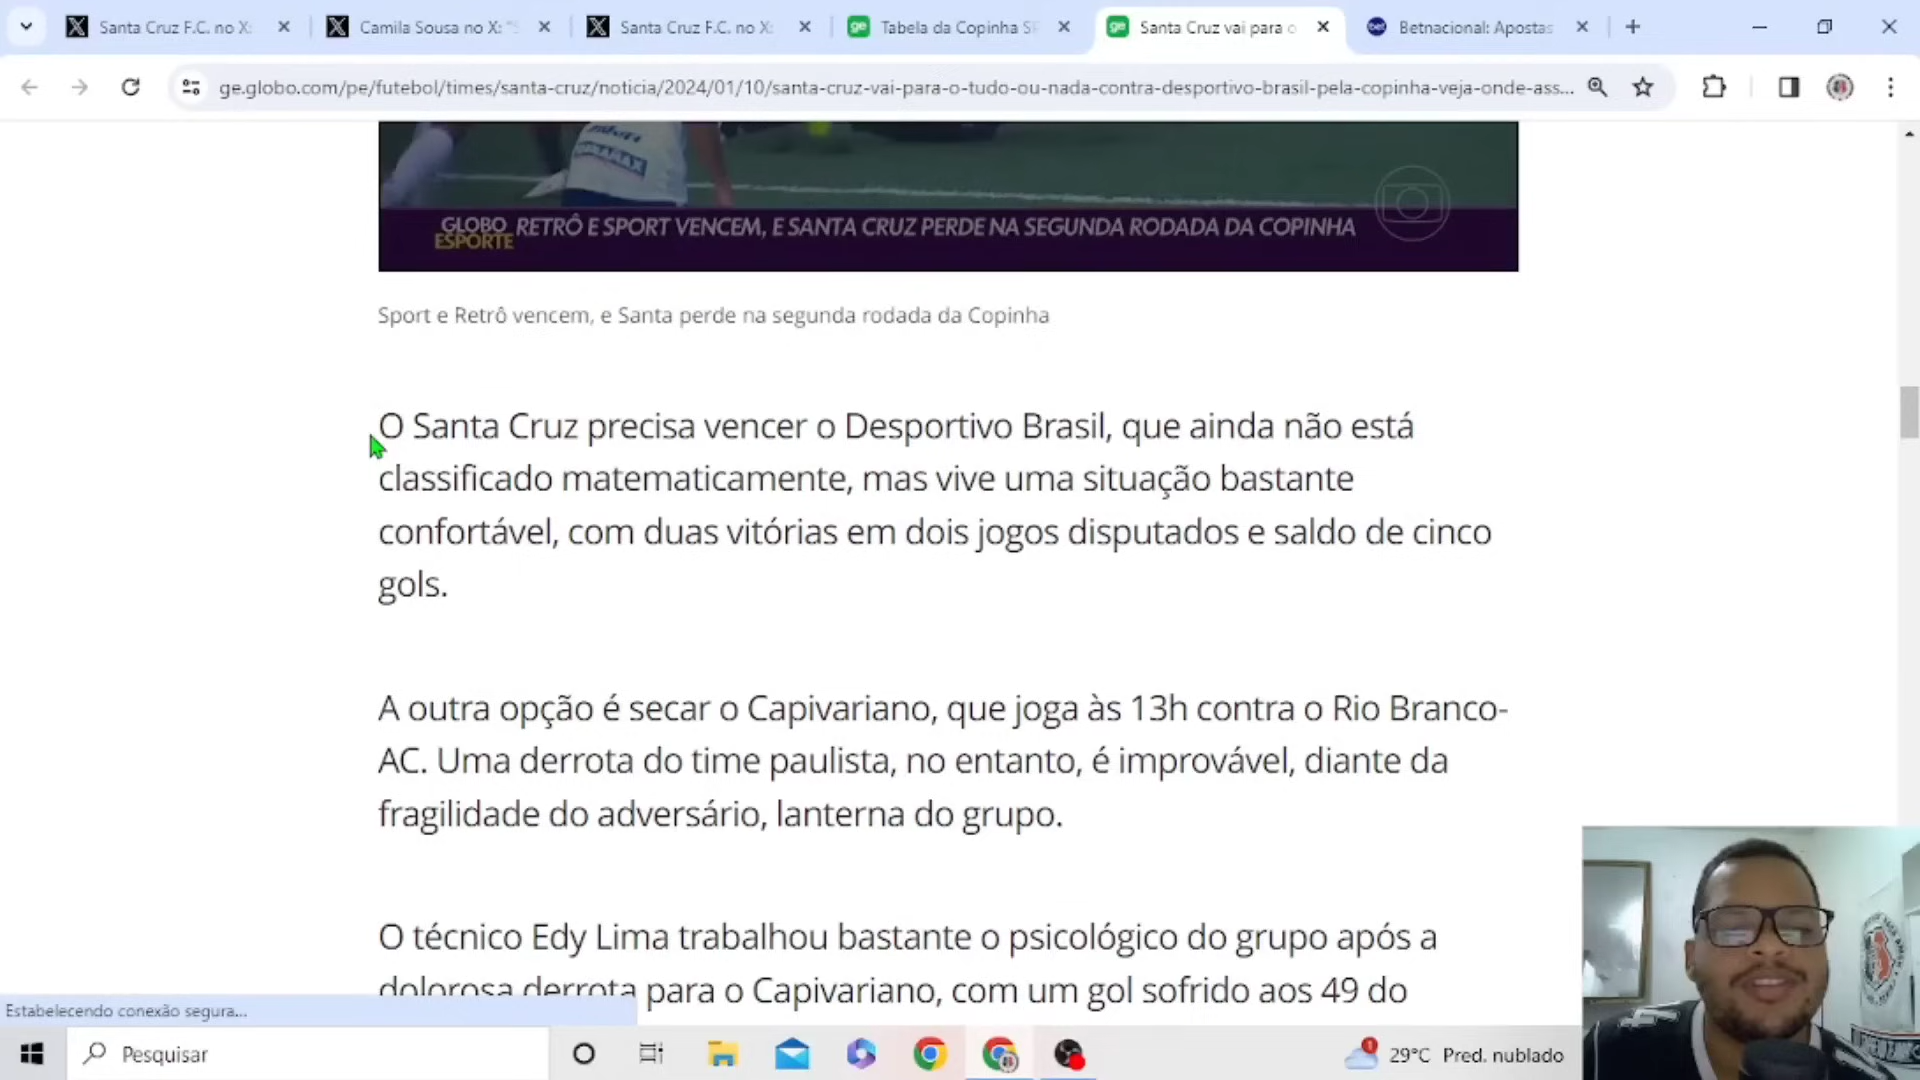 Santa Cruz F.C. no X:
Camila Sousa no X: "S
Santa Cruz F.C. no X:
ge
Tabela da Copinha SP
ge
Santa Cruz vai para o
bet
Betnacional: Apostas
ge.globo.com/pe/futebol/times/santa-cruz/noticia/2024/01/10/santa-cruz-vai-para-o-tudo-ou-nada-contra-desportivo-brasil-pela-copinha-veja-onde-ass...
GLOBO ESPORTE RETRÔ E SPORT VENCEM, E SANTA CRUZ PERDE NA SEGUNDA RODADA DA COPINHA
Sport e Retrô vencem, e Santa perde na segunda rodada da Copinha
O Santa Cruz precisa vencer o Desportivo Brasil, que ainda não está
classificado matematicamente, mas vive uma situação bastante
confortável, com duas vitórias em dois jogos disputados e saldo de cinco
gols.
A outra opção é secar o Capivariano, que joga às 13h contra o Rio Branco-
AC. Uma derrota do time paulista, no entanto, é improvável, diante da
fragilidade do adversário, lanterna do grupo.
O técnico Edy Lima trabalhou bastante o psicológico do grupo após a
dolorosa derrota para o Capivariano, com um gol sofrido aos 49 do
Estabelecendo conexão segura...
Pesquisar
1
29°C Pred. nublado